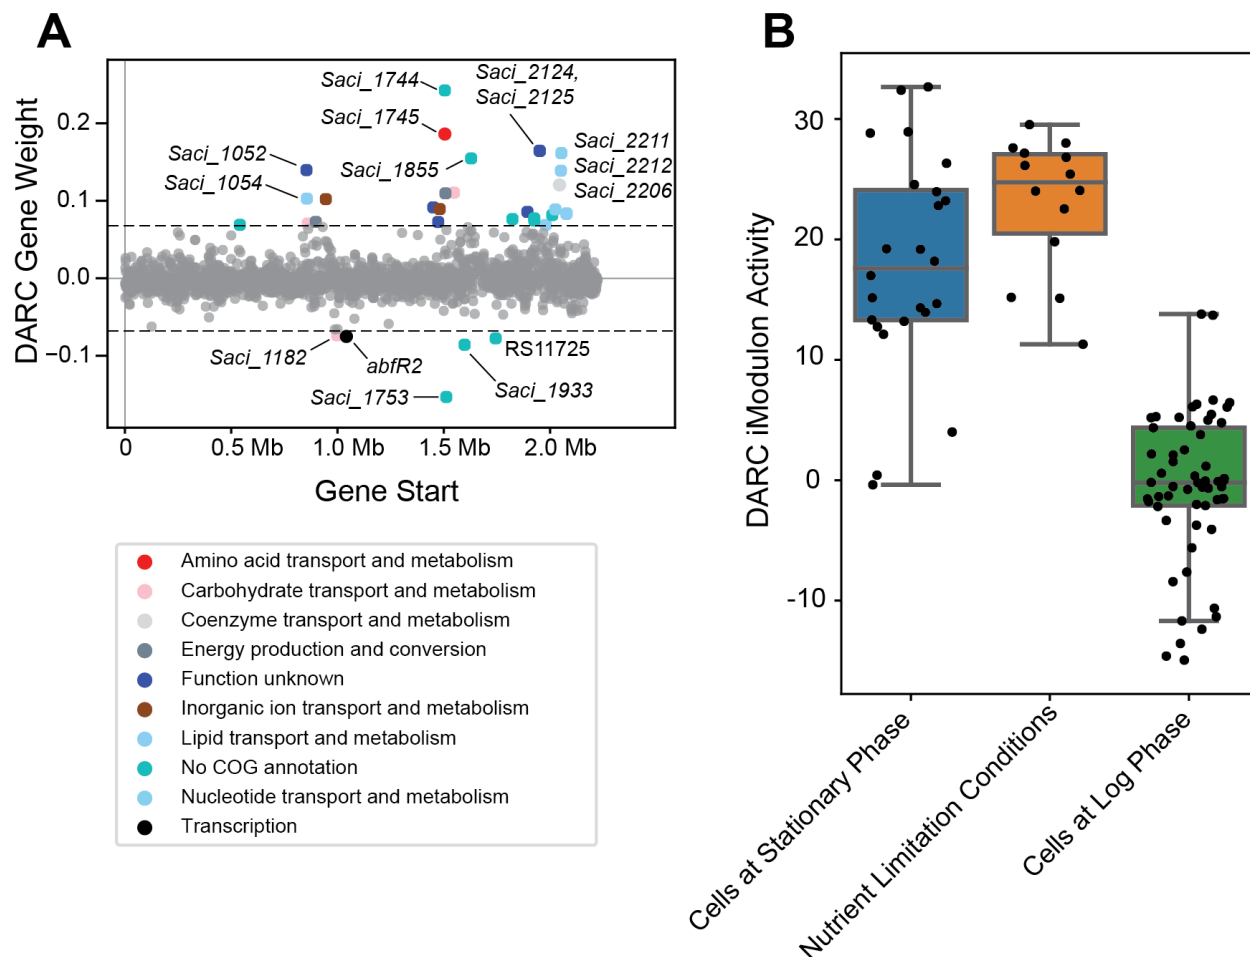 A
DARC Gene Weight
0.2
0.1
0.0
−0.1
Saci_1744
Saci_1745
Saci_1855
Saci_2124,
Saci_2125
Saci_2211
Saci_2212
Saci_2206
Saci_1052
Saci_1054
Saci_1182
abfR2
RS11725
Saci_1933
Saci_1753
0
0.5 Mb
1.0 Mb
1.5 Mb
2.0 Mb
Gene Start
Amino acid transport and metabolism
Carbohydrate transport and metabolism
Coenzyme transport and metabolism
Energy production and conversion
Function unknown
Inorganic ion transport and metabolism
Lipid transport and metabolism
No COG annotation
Nucleotide transport and metabolism
Transcription
B
DARC iModulon Activity
30
20
10
0
-10
Cells at Stationary Phase
Nutrient Limitation Conditions
Cells at Log Phase